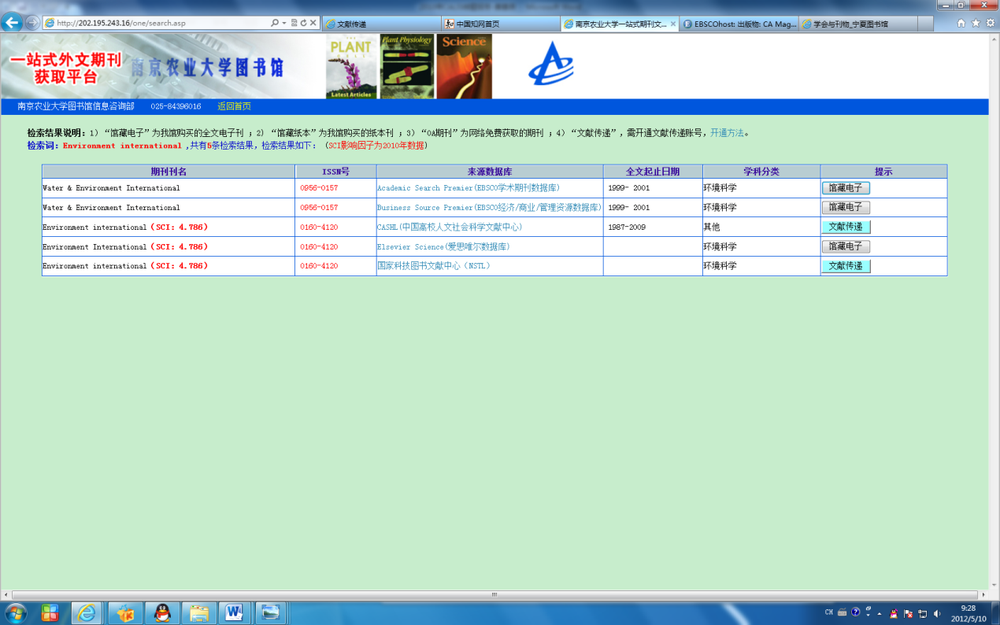 http://202.195.243.16/one/search.asp
文献传递
中国知网首页
南京农业大学一站式期刊文...
EBSCOhost: 出版物: CA Mag...
学会与刊物_宁夏图书馆
一站式外文期刊
获取平台
南京农业大学图书馆
PLANT
Latest Articles
Plant Physiology
Science
南京农业大学图书馆信息咨询部 025-84396016 返回首页
检索结果说明：1）“馆藏电子”为我馆购买的全文电子刊 ；2）“馆藏纸本”为我馆购买的纸本刊 ；3）“OA期刊”为网络免费获取的期刊 ；4）“文献传递”，需开通文献传递账号，开通方法。
检索词：Environment international ,共有5条检索结果，检索结果如下：（SCI影响因子为2010年数据）
期刊刊名 ISSN号 来源数据库 全文起止日期 学科分类 提示
Water & Environment International 0956-0157 Academic Search Premier(EBSCO学术期刊数据库) 1999- 2001 环境科学 馆藏电子
Water & Environment International 0956-0157 Business Source Premier(EBSCO经济/商业/管理资源数据库) 1999- 2001 环境科学 馆藏电子
Environment international（SCI：4.786） 0160-4120 CASHL(中国高校人文社会科学文献中心) 1987-2009 其他 文献传递
Environment international（SCI：4.786） 0160-4120 Elsevier Science(爱思唯尔数据库) 环境科学 馆藏电子
Environment international（SCI：4.786） 0160-4120 国家科技图书文献中心（NSTL） 环境科学 文献传递
CH
9:28
2012/5/10